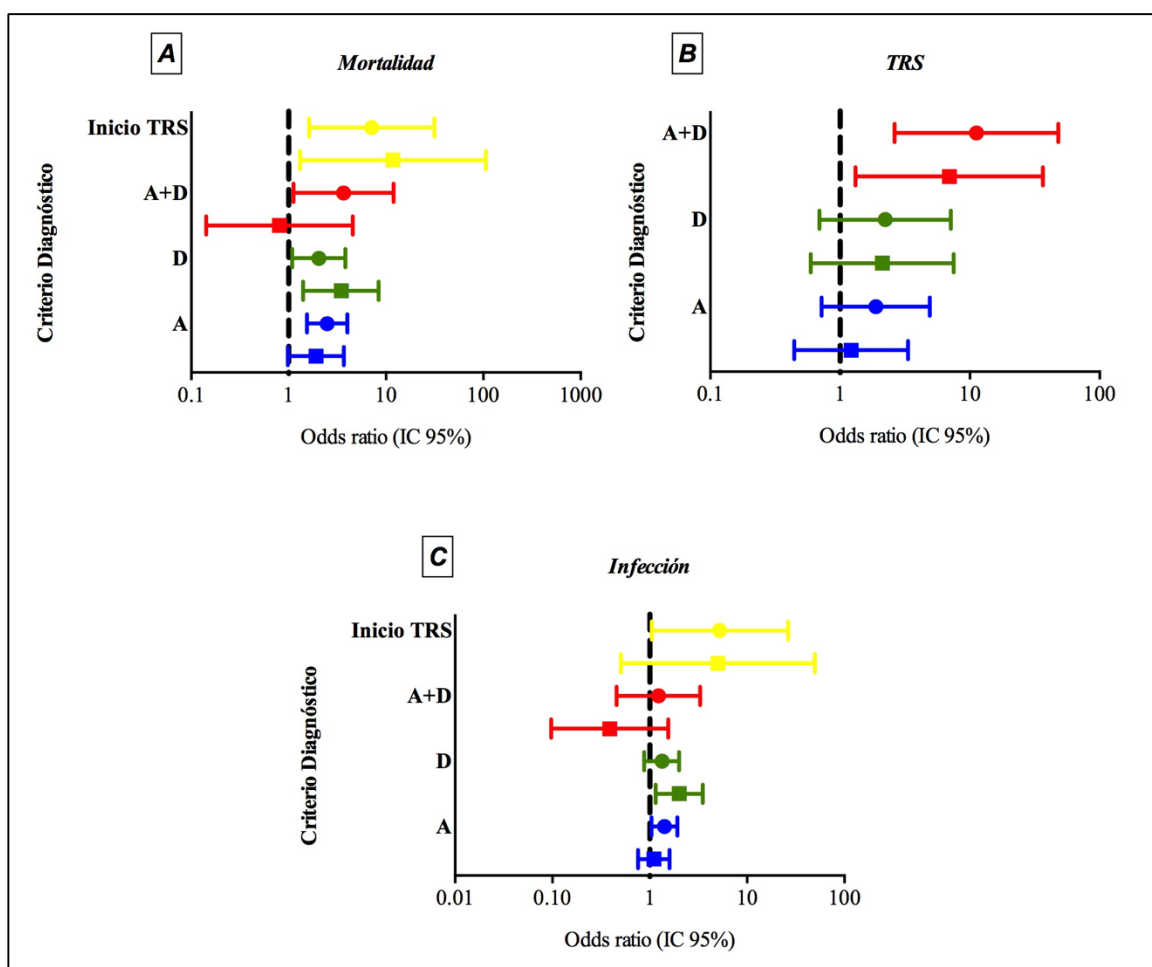 A
Mortalidad
Criterio Diagnóstico
Inicio TRS
A+D
D
A
0.1 1 10 100 1000
Odds ratio (IC 95%)
B
TRS
Criterio Diagnóstico
A+D
D
A
0.1 1 10 100
Odds ratio (IC 95%)
C
Infección
Criterio Diagnóstico
Inicio TRS
A+D
D
A
0.01 0.10 1 10 100
Odds ratio (IC 95%)